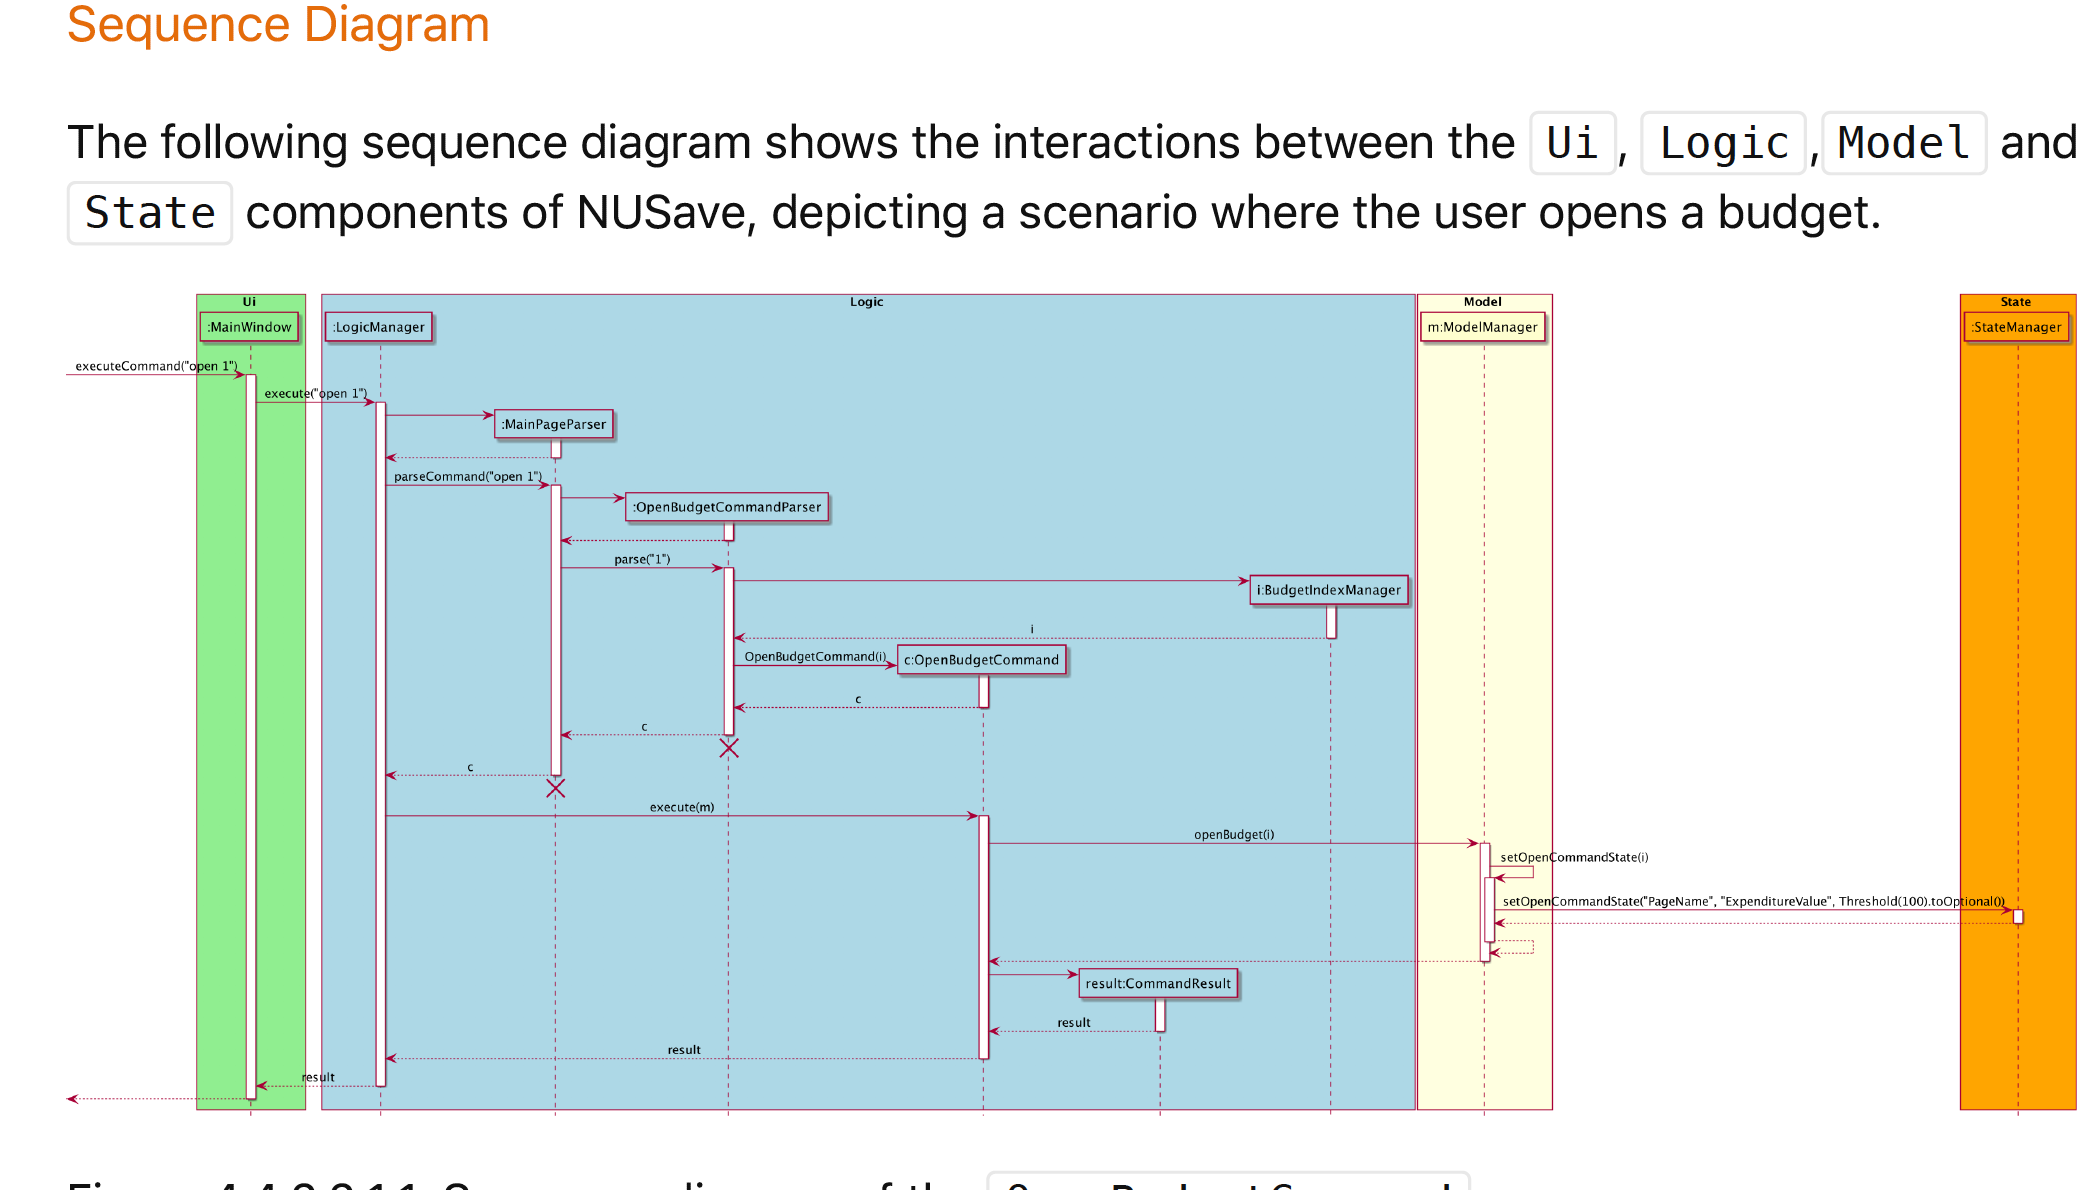 Sequence Diagram
The following sequence diagram shows the interactions between the Ui, Logic, Model and
State components of NUSave, depicting a scenario where the user opens a budget.
Ui
Logic
Model
State
:MainWindow
:LogicManager
m:ModelManager
:StateManager
executeCommand("open 1")
execute("open 1")
:MainPageParser
parseCommand("open 1")
:OpenBudgetCommandParser
parse("1")
i:BudgetIndexManager
i
OpenBudgetCommand(i)
c:OpenBudgetCommand
c
c
c
execute(m)
openBudget(i)
setOpenCommandState(i)
setOpenCommandState("PageName", "ExpenditureValue", Threshold(100).toOptional())
result:CommandResult
result
result
result